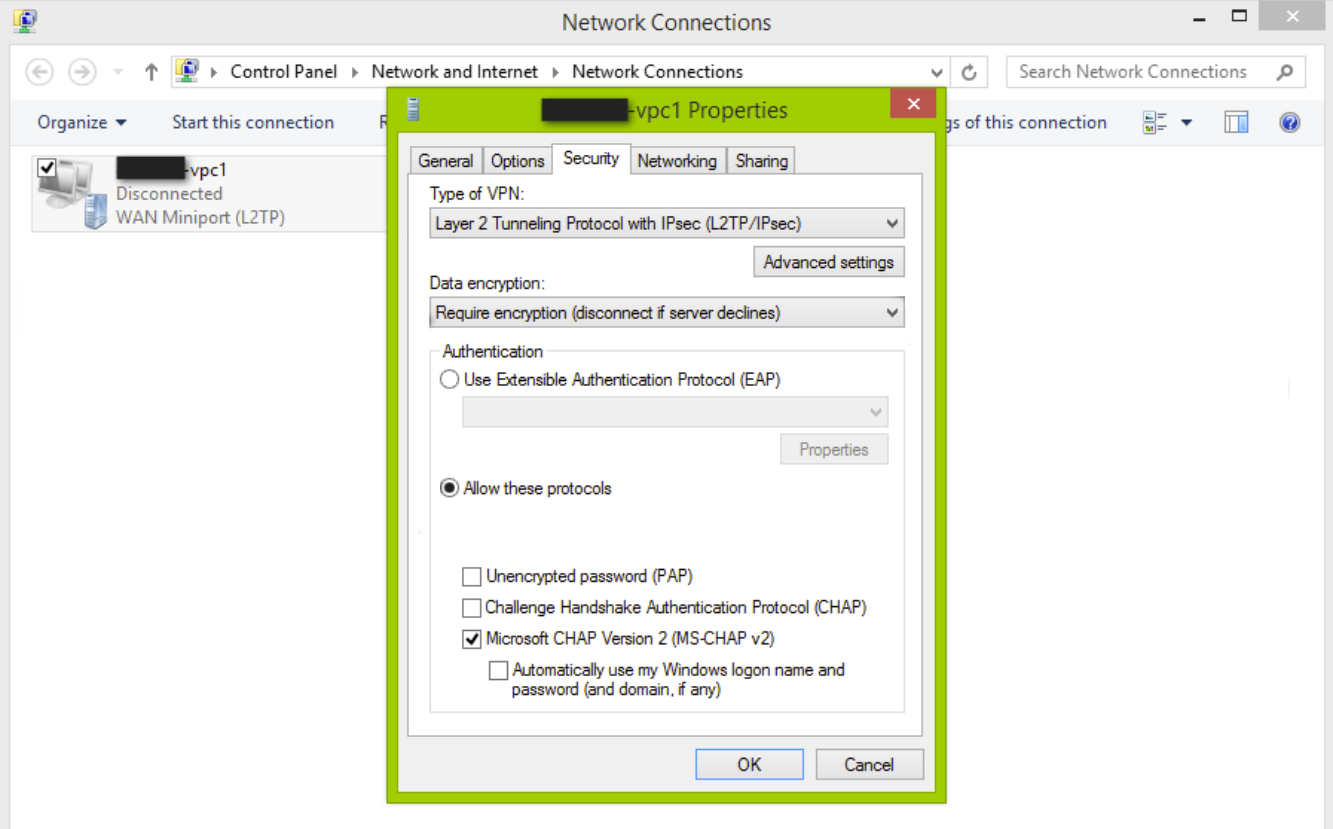 Network Connections
Control Panel Network and Internet Network Connections
Search Network Connections
Organize
Start this connection
gs of this connection
-vpc1
Disconnected
WAN Miniport (L2TP)
-vpc1 Properties
General Options Security Networking Sharing
Type of VPN:
Layer 2 Tunneling Protocol with IPsec (L2TP/IPsec)
Advanced settings
Data encryption:
Require encryption (disconnect if server declines)
Authentication
Use Extensible Authentication Protocol (EAP)
Properties
Allow these protocols
Unencrypted password (PAP)
Challenge Handshake Authentication Protocol (CHAP)
Microsoft CHAP Version 2 (MS-CHAP v2)
Automatically use my Windows logon name and
password (and domain, if any)
OK
Cancel